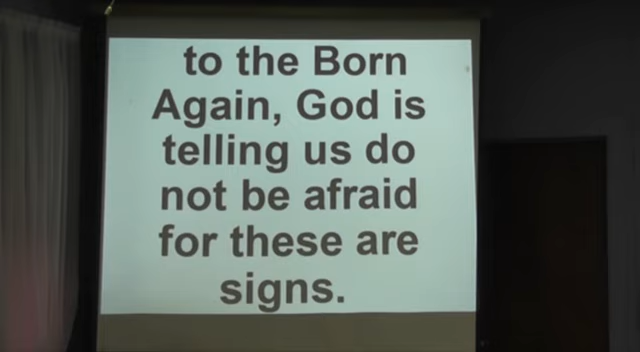 to the Born
Again, God is
telling us do
not be afraid
for these are
signs.